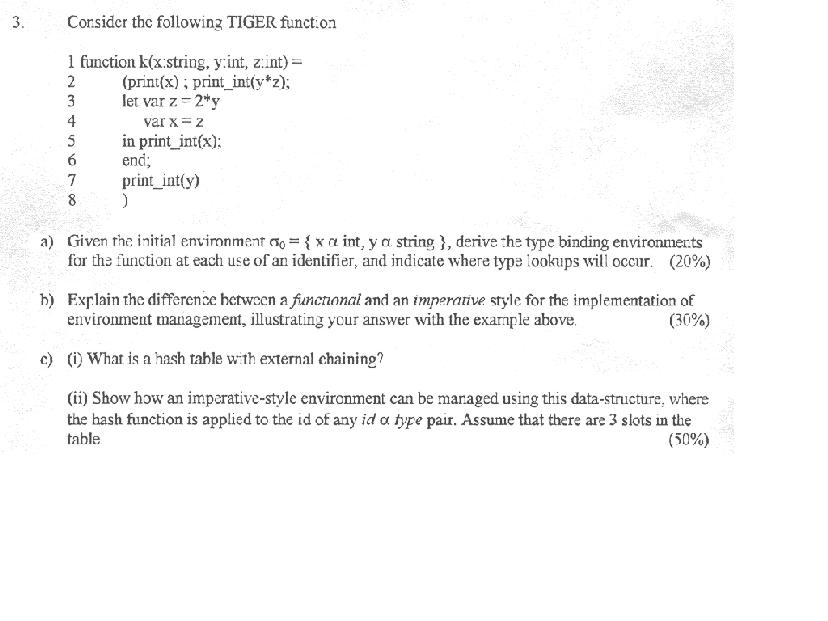 3. Consider the following TIGER function
1 function k(x:string, y:int, z:int) =
2 (print(x) ; print_int(y*z);
3 let var z = 2*y
4 var x = z
5 in print_int(x);
6 end;
7 print_int(y)
8 )
a) Given the initial environment σ₀ = { x α int, y α string }, derive the type binding environments
for the function at each use of an identifier, and indicate where type lookups will occur. (20%)
b) Explain the difference between a functional and an imperative style for the implementation of
environment management, illustrating your answer with the example above. (30%)
c) (i) What is a hash table with external chaining?
(ii) Show how an imperative-style environment can be managed using this data-structure, where
the hash function is applied to the id of any id α type pair. Assume that there are 3 slots in the
table (50%)